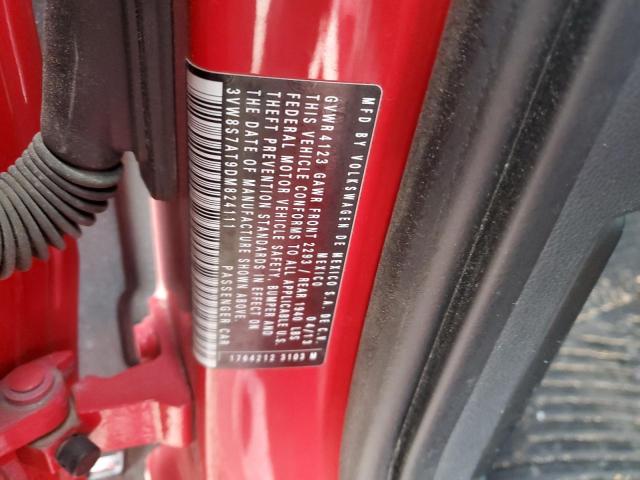 MFD BY VOLKSWAGEN DE MEXICO S.A. DE C.V.
MEXICO 04/13
GVWR 4123 GAWR FRONT 2293 / REAR 1940 LBS
THIS VEHICLE CONFORMS TO ALL APPLICABLE U.S.
FEDERAL MOTOR VEHICLE SAFETY, BUMPER AND
THEFT PREVENTION STANDARDS IN EFFECT ON
THE DATE OF MANUFACTURE SHOWN ABOVE
3VW8S7AT9DM824111 PASSENGER CAR
1764212 3103 M